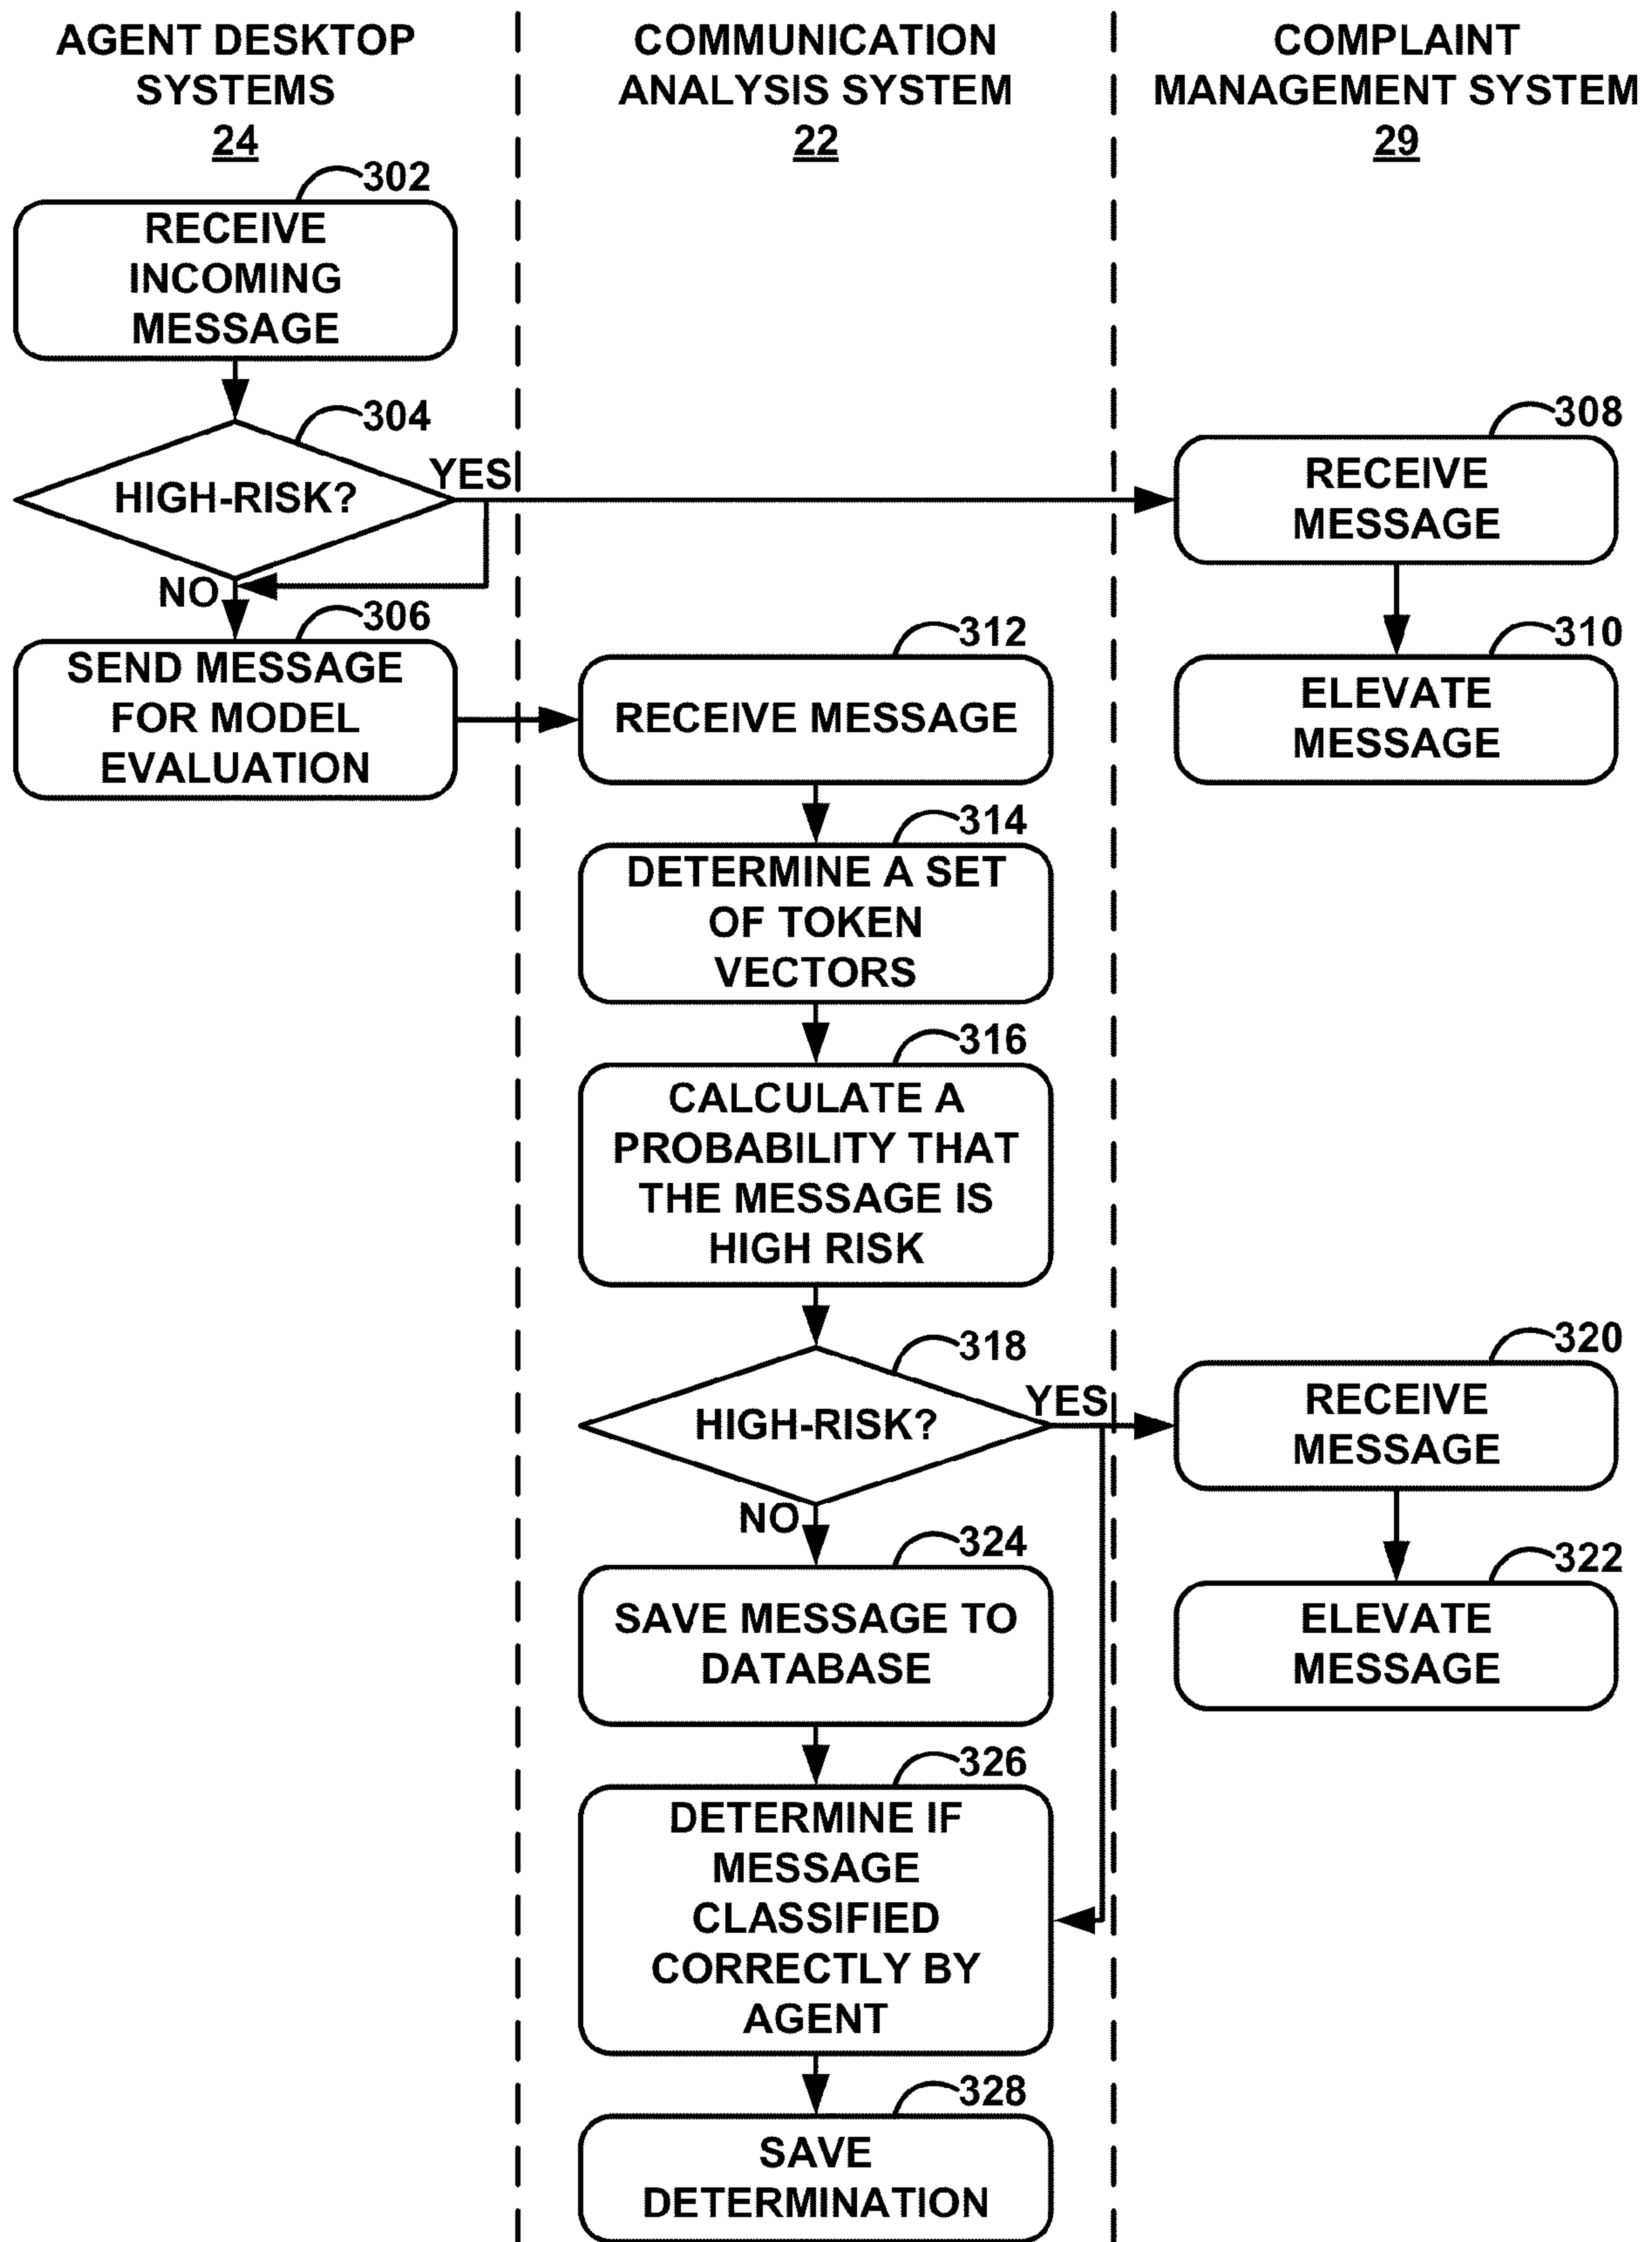 AGENT DESKTOP
SYSTEMS
24
COMMUNICATION
ANALYSIS SYSTEM
22
COMPLAINT
MANAGEMENT SYSTEM
29
302
RECEIVE
INCOMING
MESSAGE
304
HIGH-RISK?
YES
NO
306
SEND MESSAGE
FOR MODEL
EVALUATION
308
RECEIVE
MESSAGE
310
ELEVATE
MESSAGE
312
RECEIVE MESSAGE
314
DETERMINE A SET
OF TOKEN
VECTORS
316
CALCULATE A
PROBABILITY THAT
THE MESSAGE IS
HIGH RISK
318
HIGH-RISK?
YES
NO
320
RECEIVE
MESSAGE
322
ELEVATE
MESSAGE
324
SAVE MESSAGE TO
DATABASE
326
DETERMINE IF
MESSAGE
CLASSIFIED
CORRECTLY BY
AGENT
328
SAVE
DETERMINATION